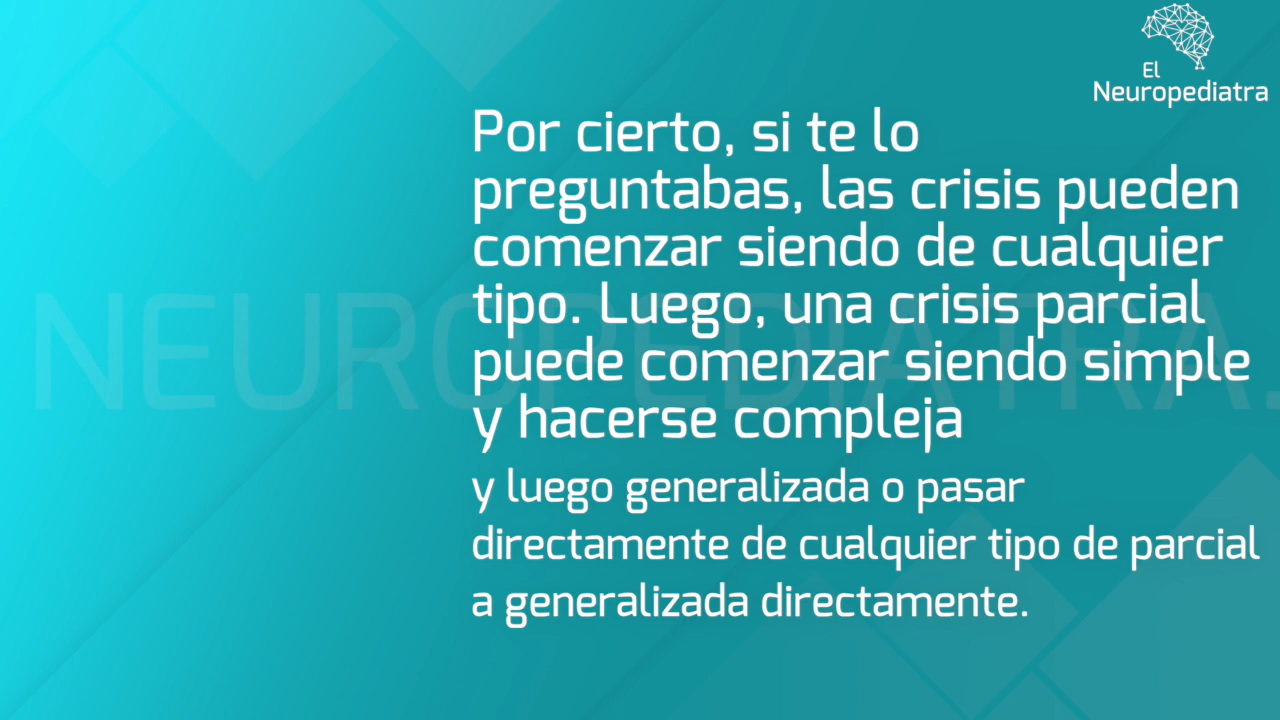 El
Neuropediatra
Por cierto, si te lo
preguntabas, las crisis pueden
comenzar siendo de cualquier
tipo. Luego, una crisis parcial
puede comenzar siendo simple
y hacerse compleja
y luego generalizada o pasar
directamente de cualquier tipo de parcial
a generalizada directamente.
NEUROPEDIATRA.